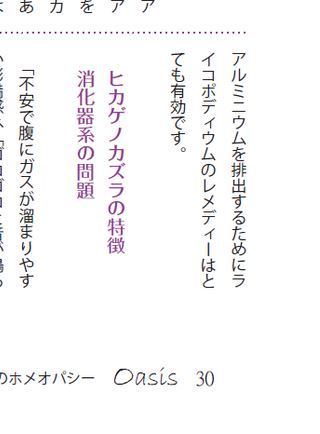 アルミニウムを排出するためにラ
イコポディウムのレメディーはと
ても有効です。
ヒカゲノカズラの特徴
消化器系の問題
「不安で腹にガスが溜まりやす
のホメオパシー Oasis 30